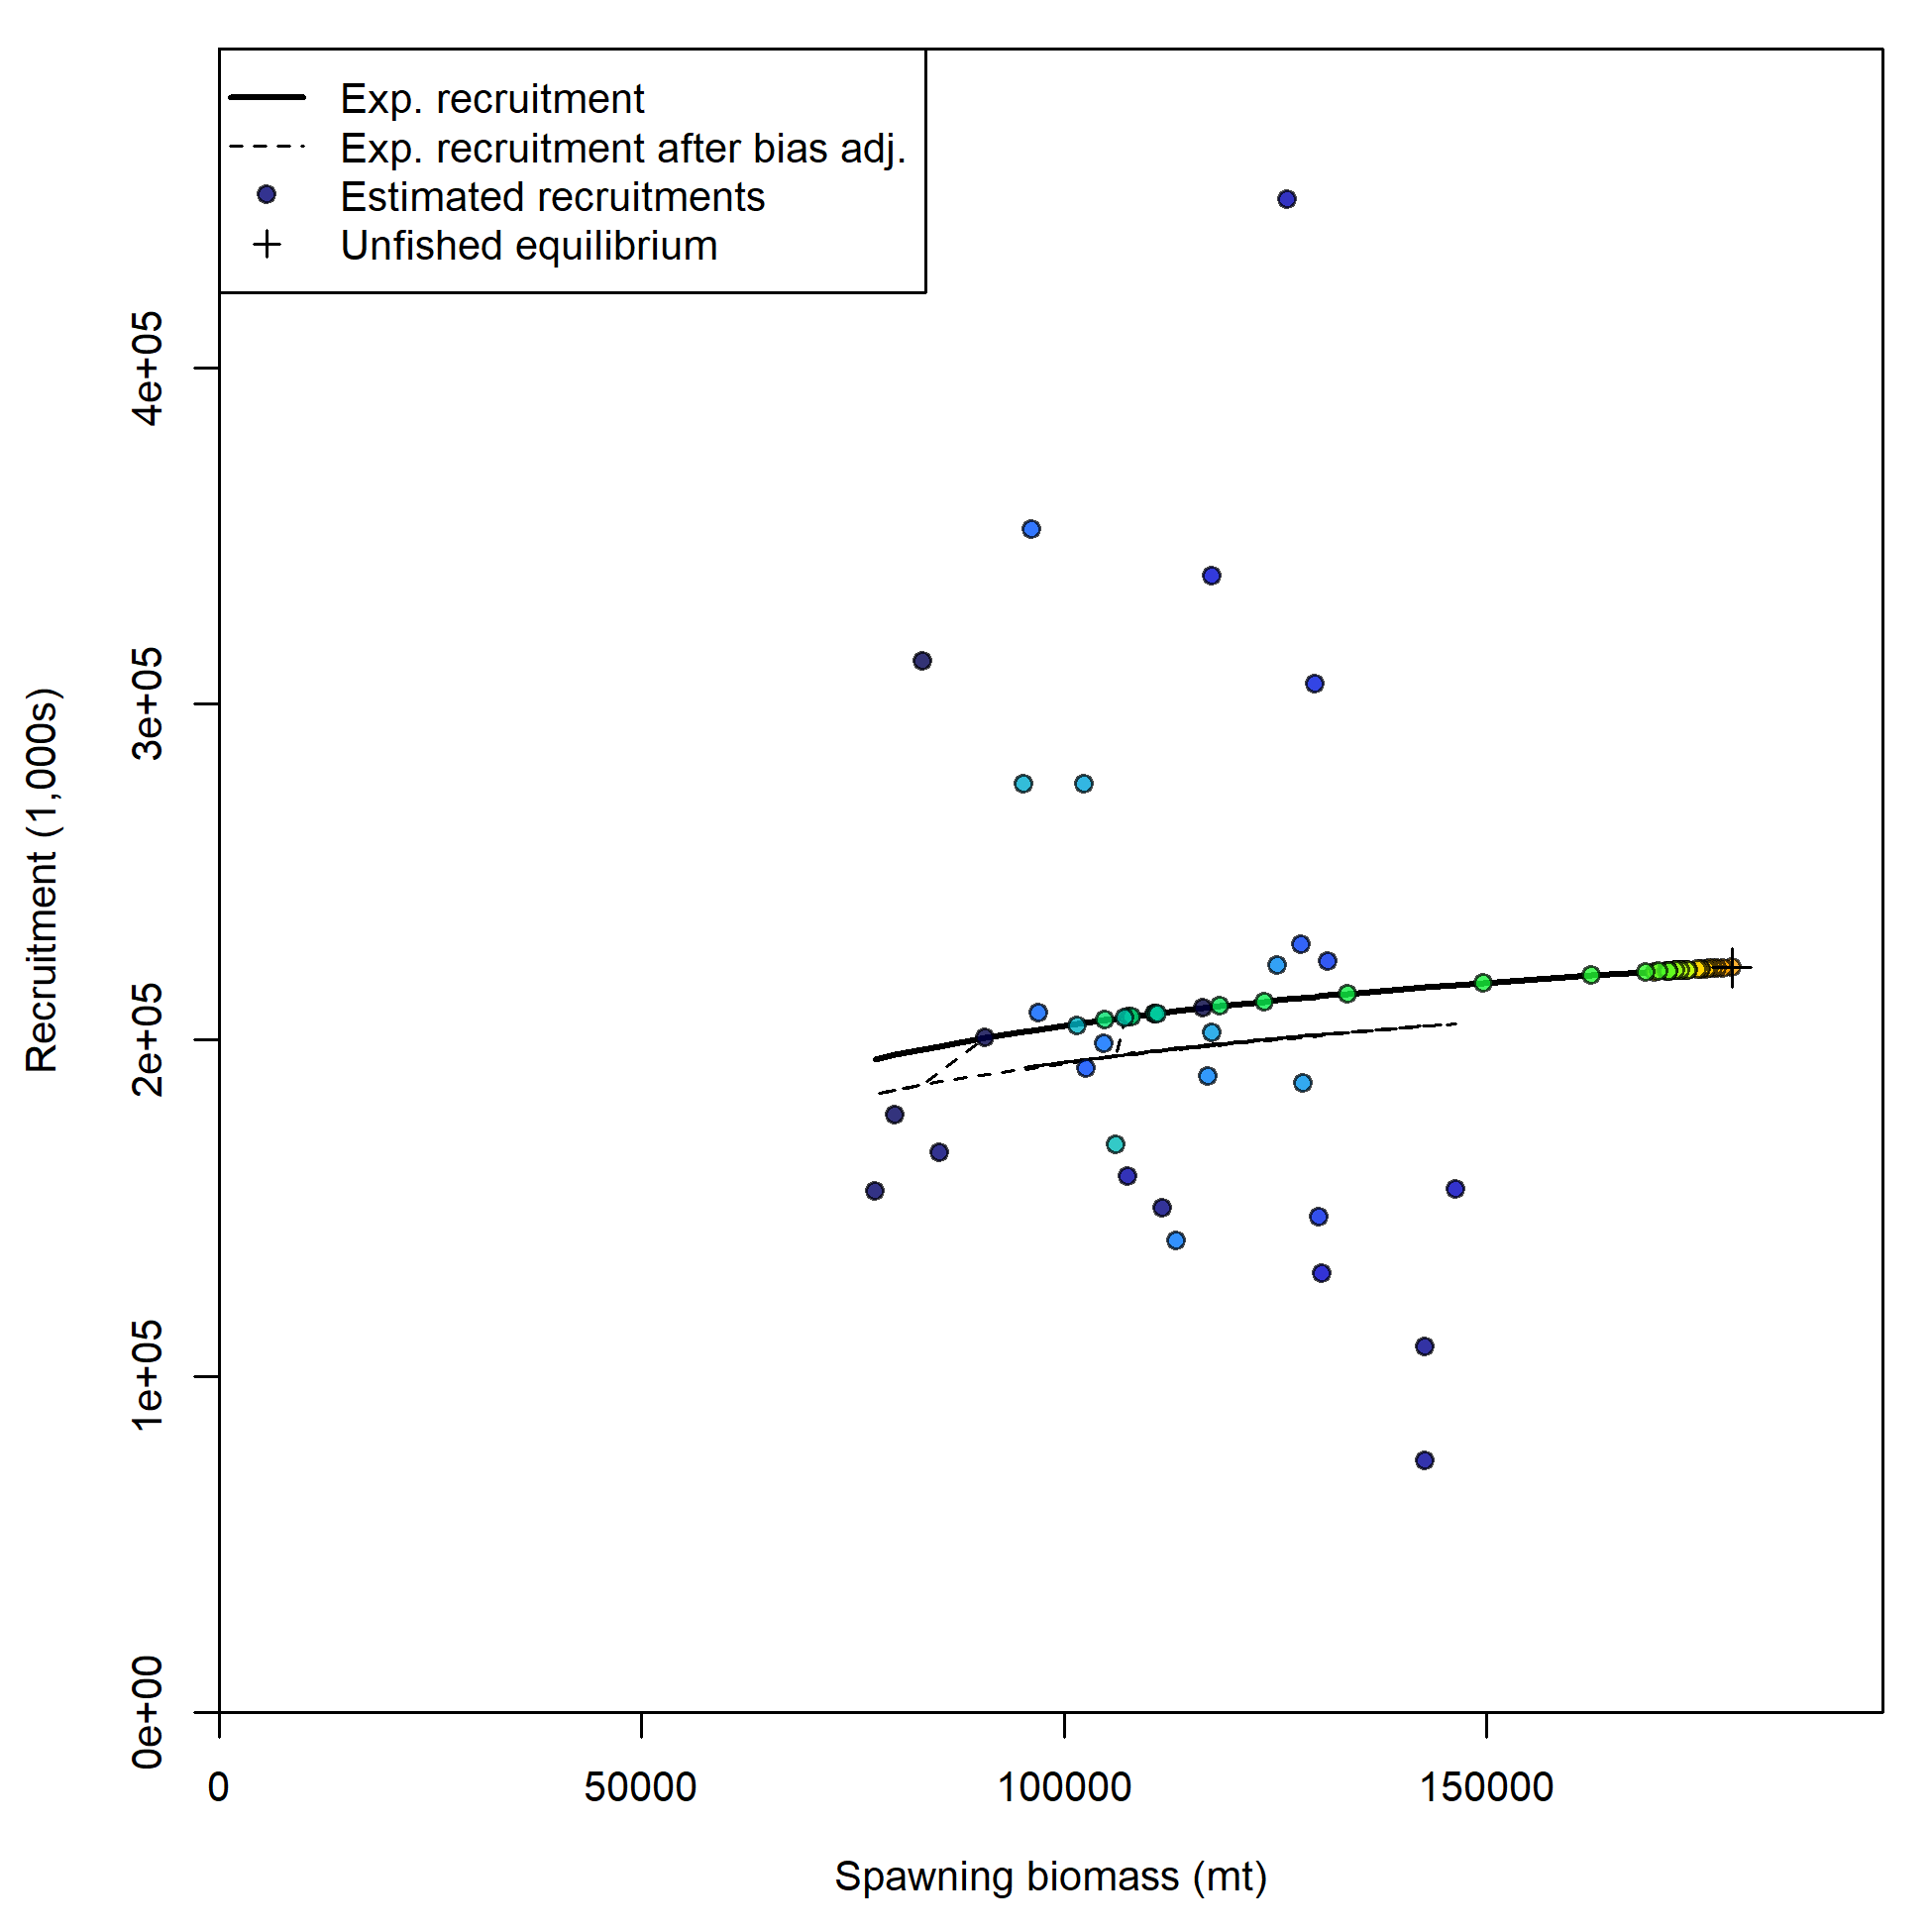 Exp. recruitment
Exp. recruitment after bias adj.
Estimated recruitments
Unfished equilibrium
Recruitment (1,000s)
4e+05
3e+05
2e+05
1e+05
0e+00
0
50000
100000
150000
Spawning biomass (mt)